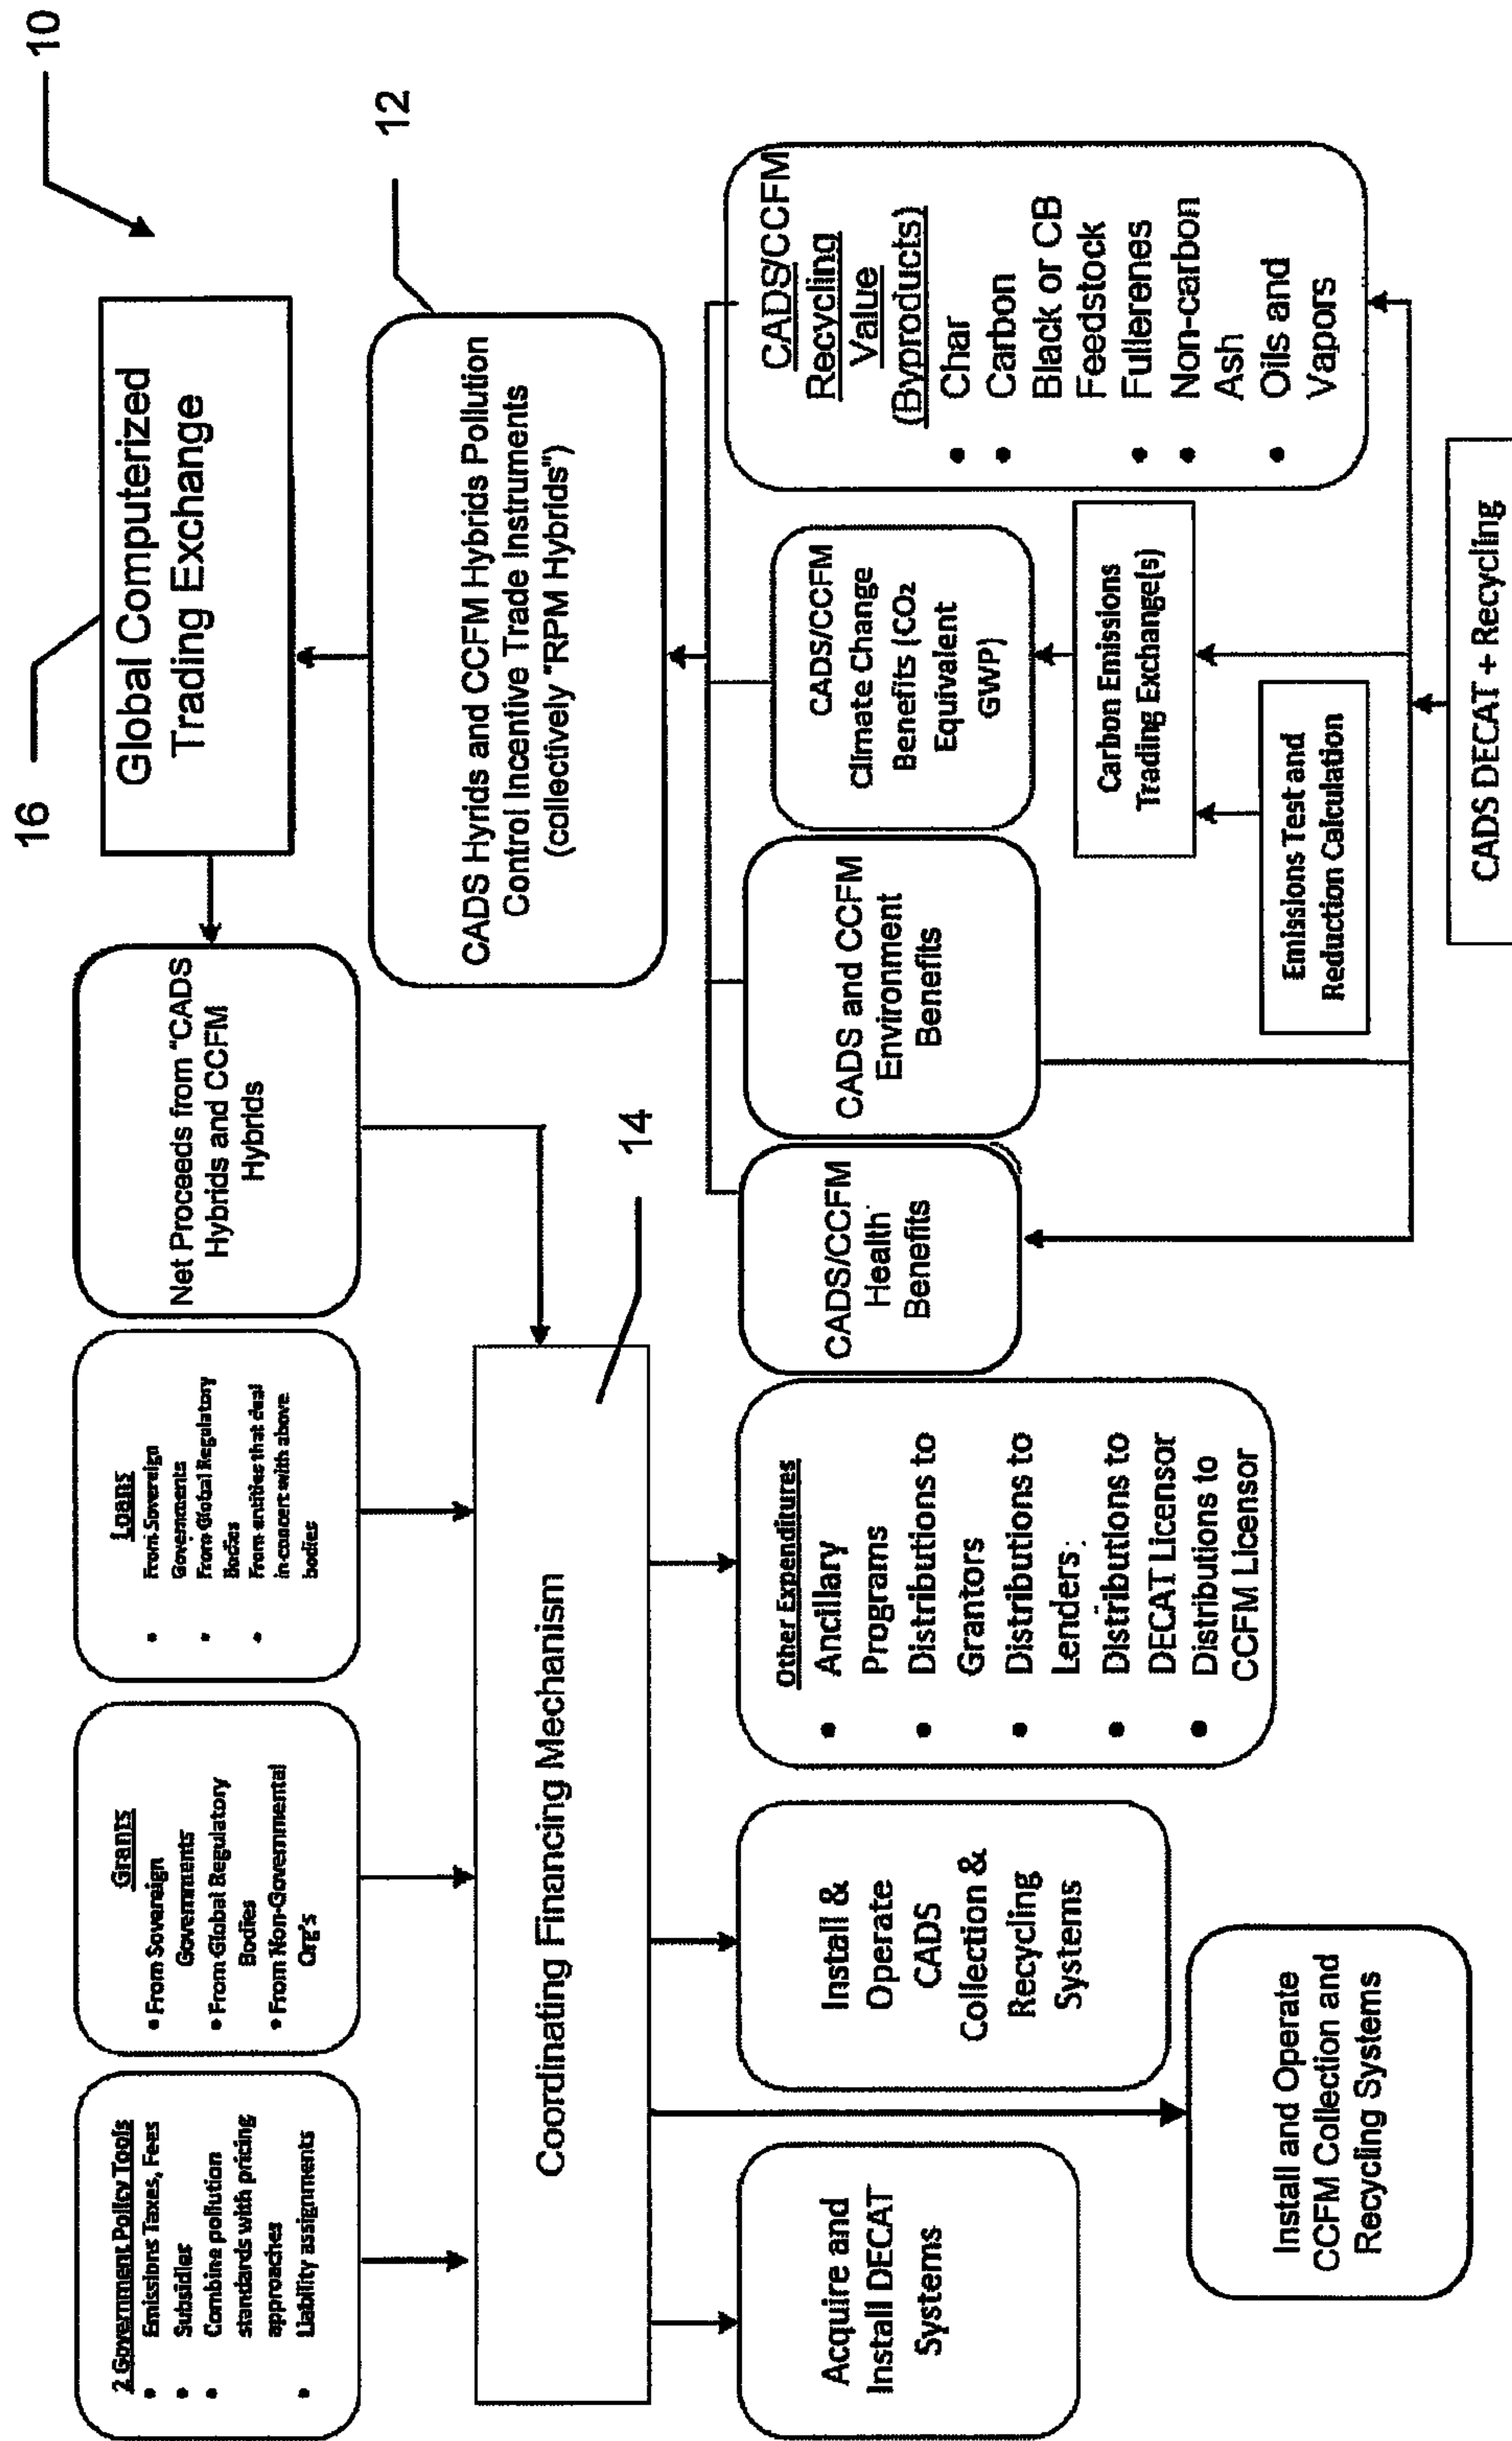 10
16
Global Computerized
Trading Exchange
12
CADS Hyrids and CCFM Hybrids Pollution
Control Incentive Trade Instruments
(collectively "RPM Hybrids")
Net Proceeds from "CADS
Hybrids and CCFM
Hybrids
Loans
• From Sovereign
Governments
• From Global Regulatory
Bodies
• From entities that deal
in concert with above
bodies
Grants
• From Sovereign
Governments
• From Global Regulatory
Bodies
• From Non-Governmental
Org's
2 Government Policy Tools
• Emissions Taxes, Fees
• Subsidies
• Combine pollution
standards with pricing
approaches
• Liability assignments
14
Coordinating Financing Mechanism
Acquire and
Install DECAT
Systems
Install &
Operate
CADS
Collection &
Recycling
Systems
Install and Operate
CCFM Collection and
Recycling Systems
Other Expenditures
• Ancillary
Programs
• Distributions to
Grantors
• Distributions to
Lenders
• Distributions to
DECAT Licensor
• Distributions to
CCFM Licensor
CADS/CCFM
Health
Benefits
CADS and CCFM
Environment
Benefits
CADS/CCFM
Climate Change
Benefits (CO₂
Equivalent
GWP)
Carbon Emissions
Trading Exchange(s)
Emissions Test and
Reduction Calculation
CADS/CCFM
Recycling
Value
(Byproducts)
• Char
• Carbon
Black or CB
Feedstock
• Fullerenes
• Non-carbon
Ash
• Oils and
Vapors
CADS DECAT + Recycling